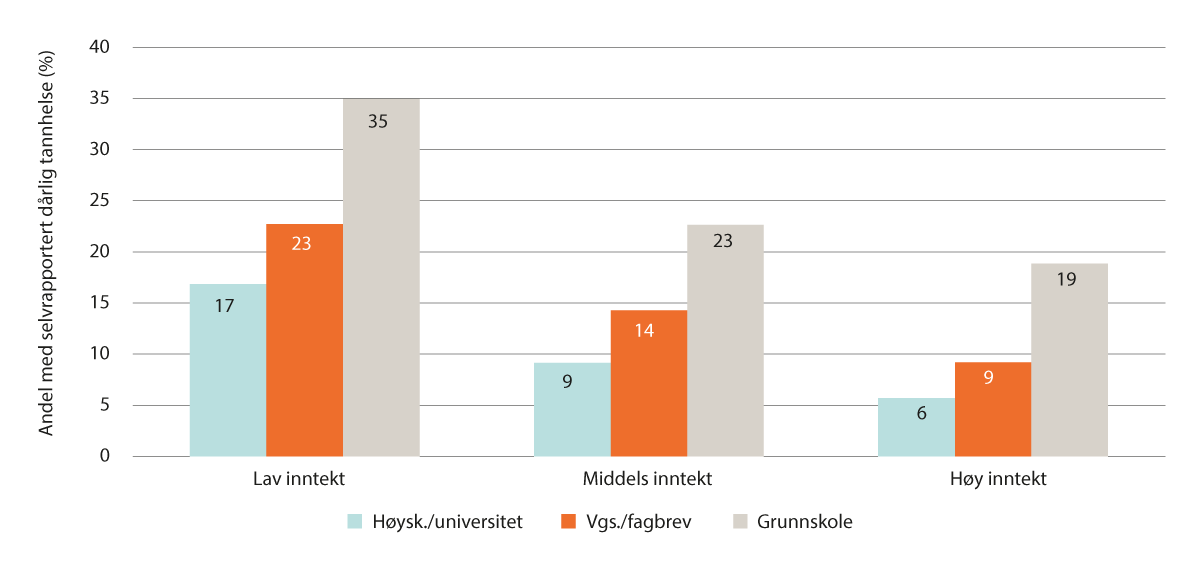 Andel med selvrapportert dårlig tannhelse (%)
40
35
30
25
20
15
10
5
0
17
23
35
9
14
23
6
9
19
Lav inntekt
Middels inntekt
Høy inntekt
Høysk./universitet
Vgs./fagbrev
Grunnskole